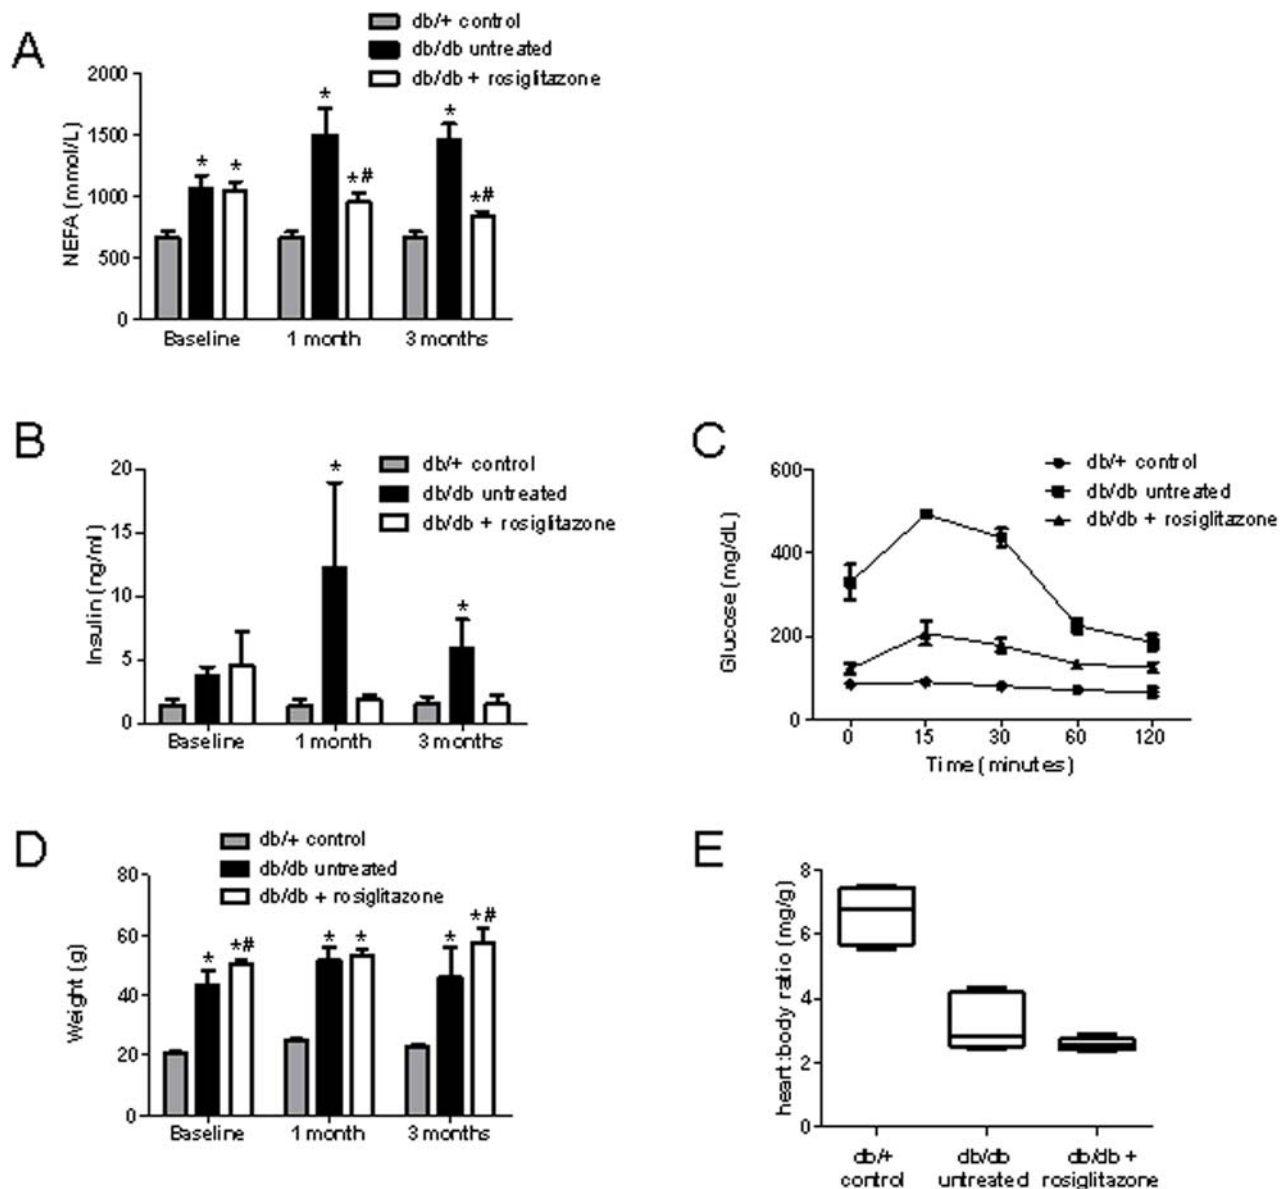 A
db/+ control
db/db untreated
db/db + rosiglitazone
NEFA (mmol/L)
2000
1500
1000
500
0
* *
* *#
* *#
Baseline 1 month 3 months
B
db/+ control
db/db untreated
db/db + rosiglitazone
Insulin (ng/ml)
20
15
10
5
0
*
*
Baseline 1 month 3 months
C
db/+ control
db/db untreated
db/db + rosiglitazone
Glucose (mg/dL)
600
400
200
0
0 15 30 60 120
Time (minutes)
D
db/+ control
db/db untreated
db/db + rosiglitazone
Weight (g)
80
60
40
20
0
* *#
* *
* *#
Baseline 1 month 3 months
E
heart:body ratio (mg/g)
8
6
4
2
0
db/+ db/db db/db +
control untreated rosiglitazone